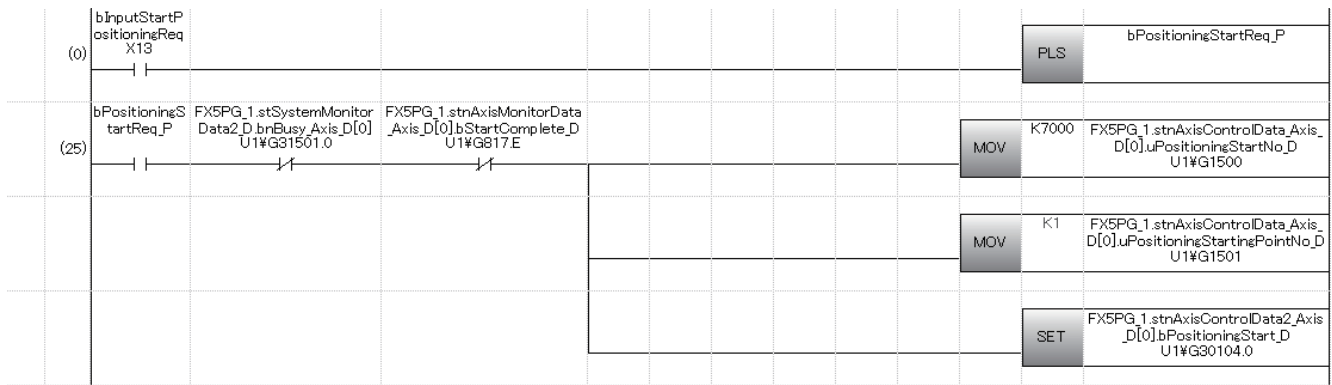 bInputStartP
ositioningReq
X13
(0)
PLS
bPositioningStartReq_P
bPositioningS
tartReq_P
FX5PG_1.stSystemMonitor
Data2_D.bnBusy_Axis_D[0]
U1¥G31501.0
FX5PG_1.stnAxisMonitorData
_Axis_D[0].bStartComplete_D
U1¥G817.E
(25)
MOV
K7000
FX5PG_1.stnAxisControlData_Axis_
D[0].uPositioningStartNo_D
U1¥G1500
MOV
K1
FX5PG_1.stnAxisControlData_Axis_
D[0].uPositioningStartingPointNo_D
U1¥G1501
SET
FX5PG_1.stnAxisControlData2_Axis
_D[0].bPositioningStart_D
U1¥G30104.0